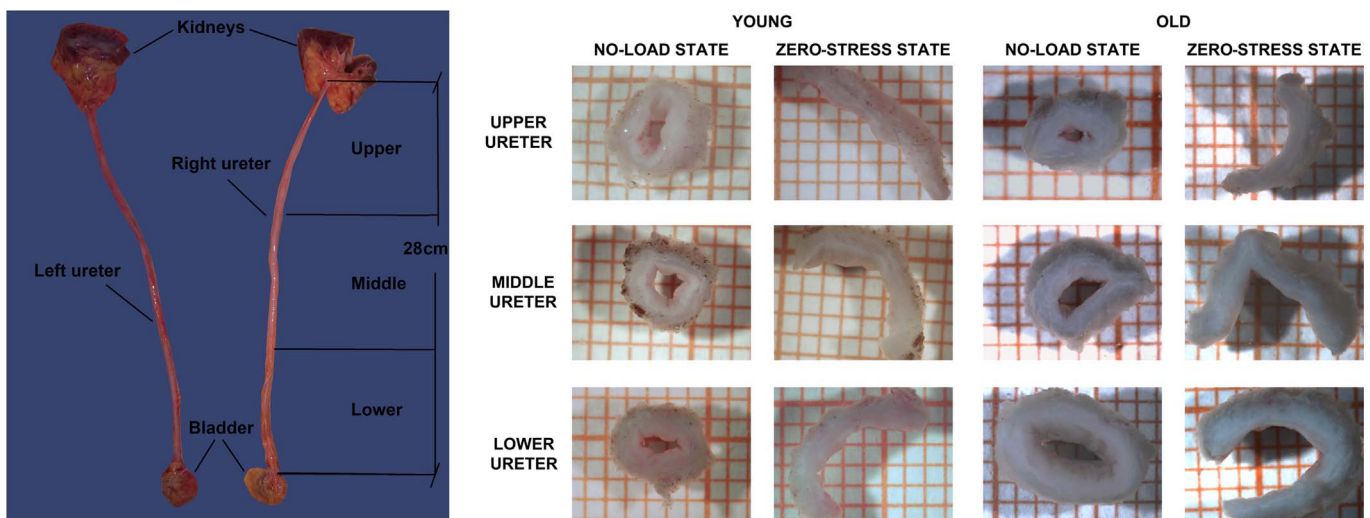 Kidneys
Upper
Right ureter
28cm
Left ureter
Middle
Lower
Bladder
YOUNG
OLD
NO-LOAD STATE
ZERO-STRESS STATE
NO-LOAD STATE
ZERO-STRESS STATE
UPPER
URETER
MIDDLE
URETER
LOWER
URETER